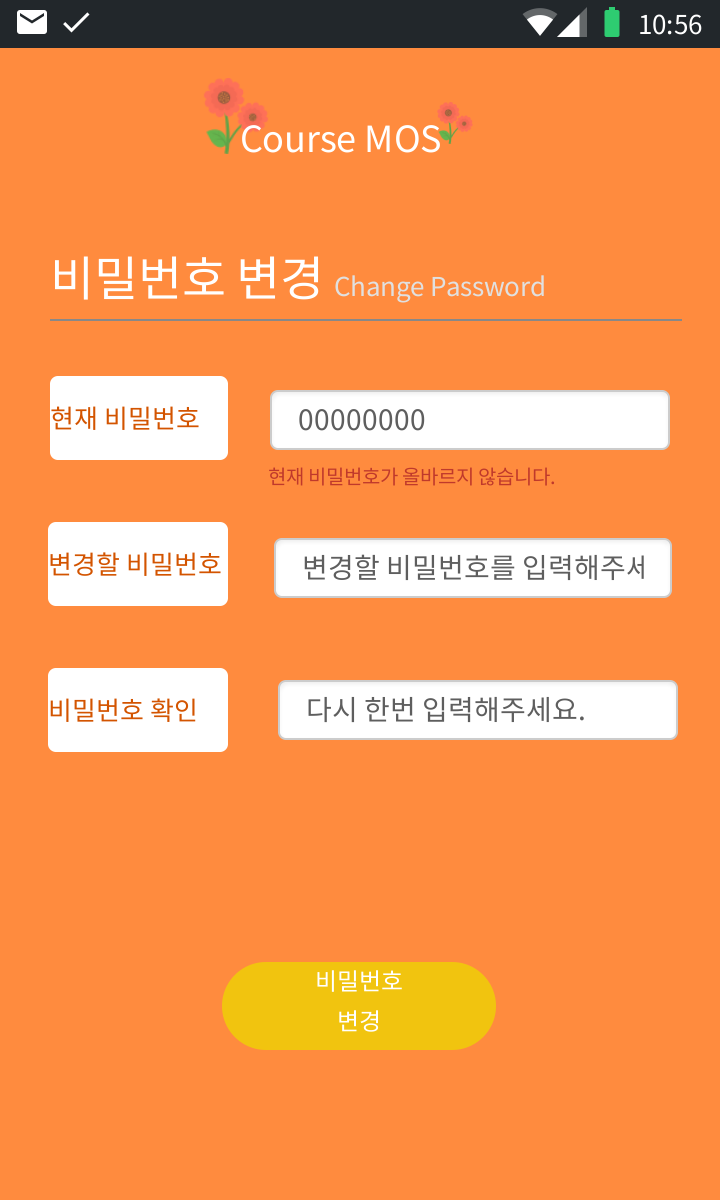 10:56
Course MOS
비밀번호 변경 Change Password
현재 비밀번호
00000000
현재 비밀번호가 올바르지 않습니다.
변경할 비밀번호
변경할 비밀번호를 입력해주세
비밀번호 확인
다시 한번 입력해주세요.
비밀번호
변경